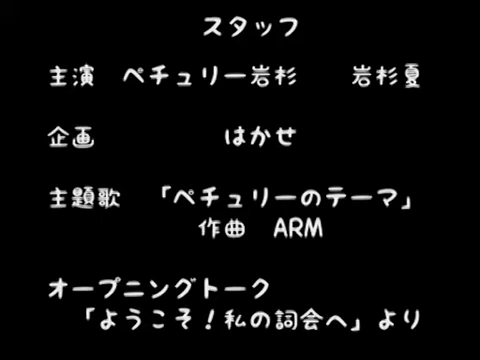 スタッフ
主演 ペチュリー岩杉 岩杉夏
企画 はかせ
主題歌 「ペチュリーのテーマ」
作曲 ARM
オープニングトーク
「ようこそ！私の詞会へ」より